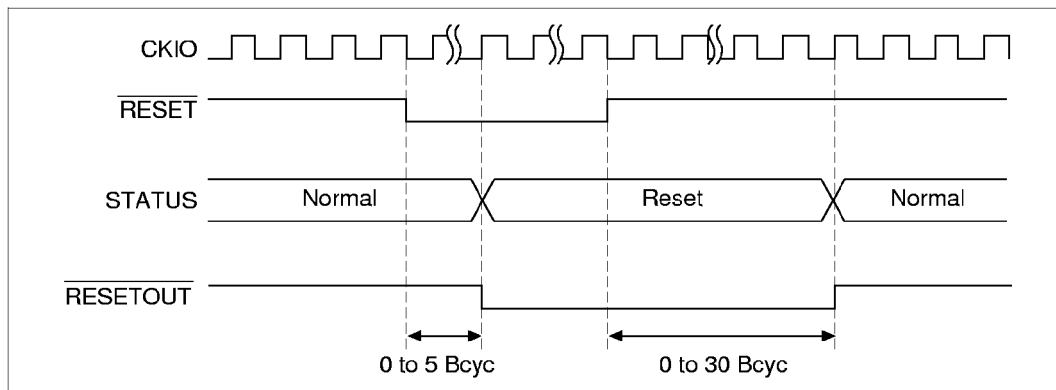 CKIO
RESET
STATUS
Normal
Reset
Normal
RESETOUT
0 to 5 Bcyc
0 to 30 Bcyc